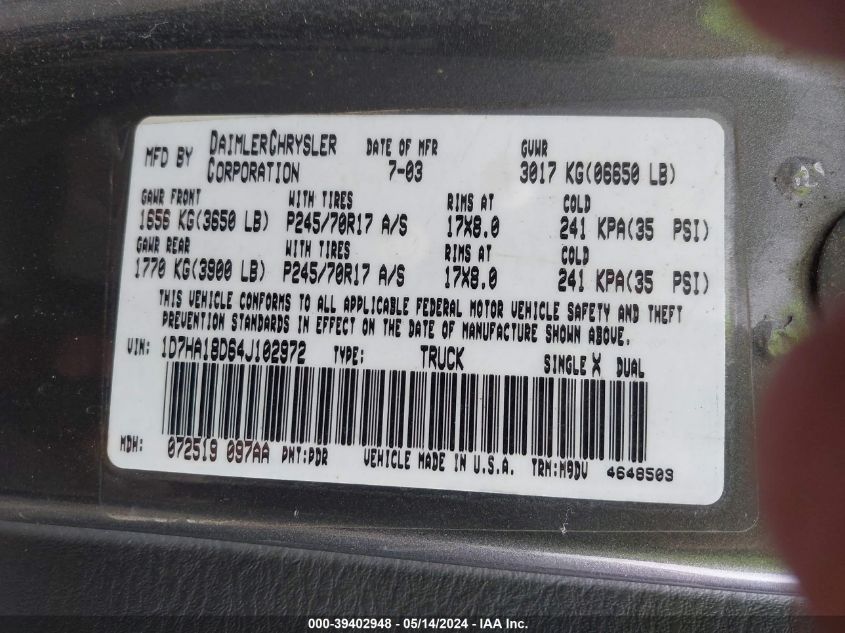 MFD BY DAIMLERCHRYSLER CORPORATION DATE OF MFR 7-03 GVWR 3017 KG(06650 LB)
GAWR FRONT WITH TIRES RIMS AT COLD
1656 KG(3650 LB) P245/70R17 A/S 17X8.0 241 KPA(35 PSI)
GAWR REAR WITH TIRES RIMS AT COLD
1770 KG(3900 LB) P245/70R17 A/S 17X8.0 241 KPA(35 PSI)
THIS VEHICLE CONFORMS TO ALL APPLICABLE FEDERAL MOTOR VEHICLE SAFETY AND THEFT
PREVENTION STANDARDS IN EFFECT ON THE DATE OF MANUFACTURE SHOWN ABOVE.
VIN: 1D7HA18D64J102972 TYPE: TRUCK SINGLE X DUAL
MDH: 072519 097AA PNT:PDR VEHICLE MADE IN U.S.A. TRM:M9DV 4648503
000-39402948 - 05/14/2024 - IAA Inc.